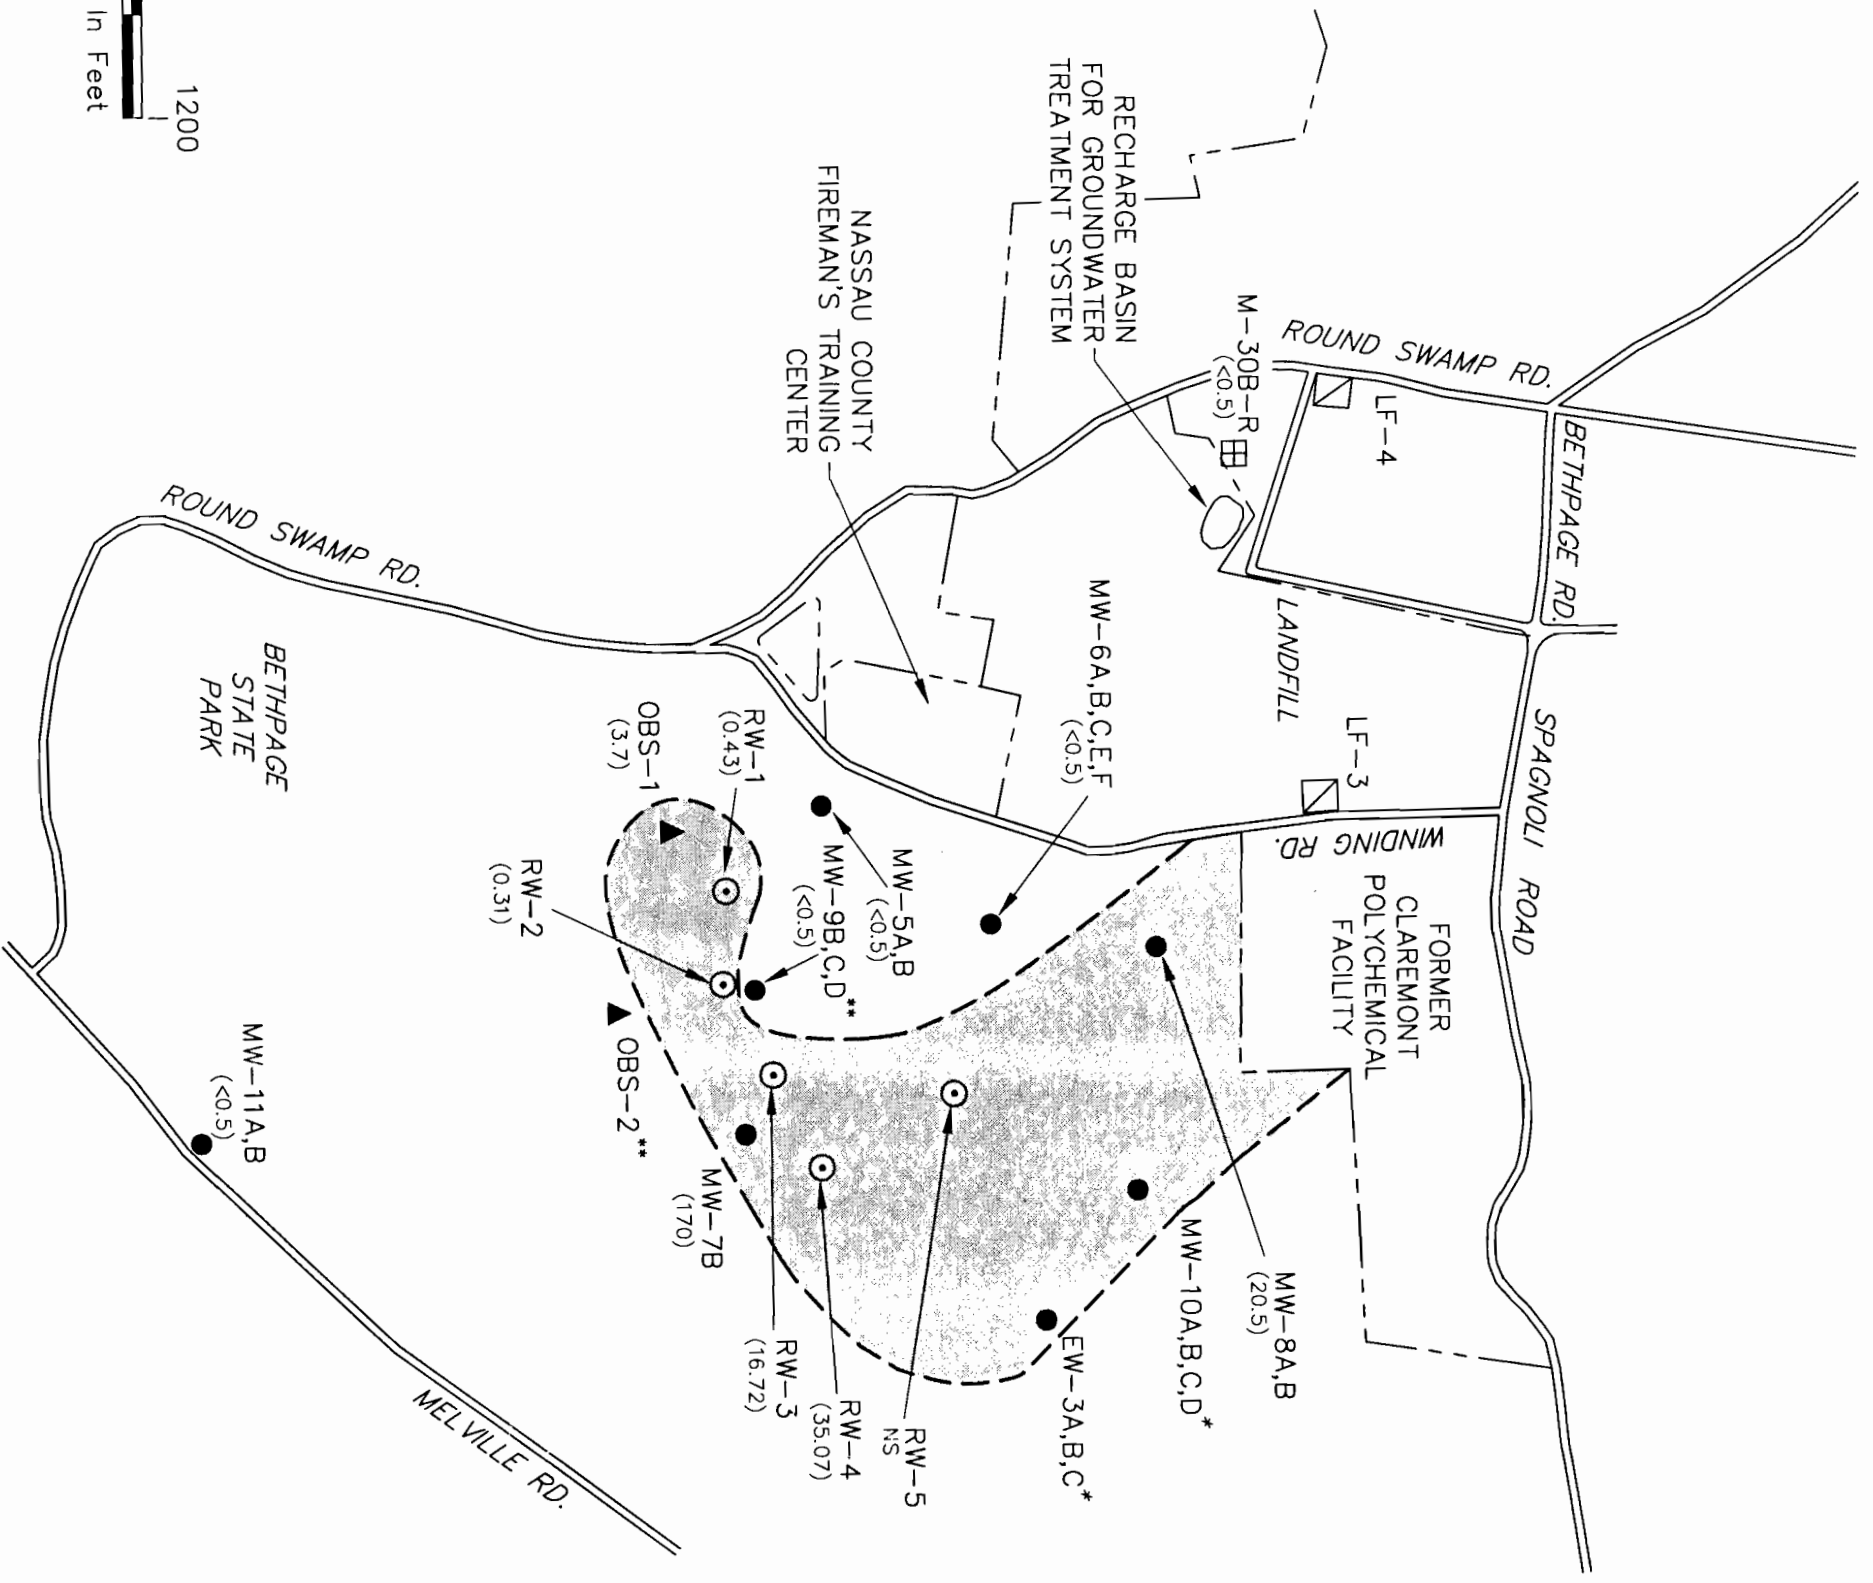 1200
In Feet
RECHARGE BASIN
FOR GROUNDWATER
TREATMENT SYSTEM
NASSAU COUNTY
FIREMAN'S TRAINING
CENTER
M-30B-R
(<0.5)
ROUND SWAMP RD.
LF-4
BETHPAGE RD.
LANDFILL
LF-3
SPAGNOLI ROAD
WINDING RD.
FORMER
CLAREMONT
POLYCHEMICAL
FACILITY
MW-6A,B,C,E,F
(<0.5)
MW-5A,B
(<0.5)
MW-9B,C,D**
(<0.5)
RW-1
(0.43)
OBS-1
(3.7)
RW-2
(0.31)
OBS-2**
ROUND SWAMP RD.
BETHPAGE
STATE
PARK
MW-11A,B
(<0.5)
MW-7B
(170)
MW-8A,B
(20.5)
MW-10A,B,C,D*
EW-3A,B,C*
RW-5
NS
RW-4
(35.07)
RW-3
(16.72)
MELVILLE RD.